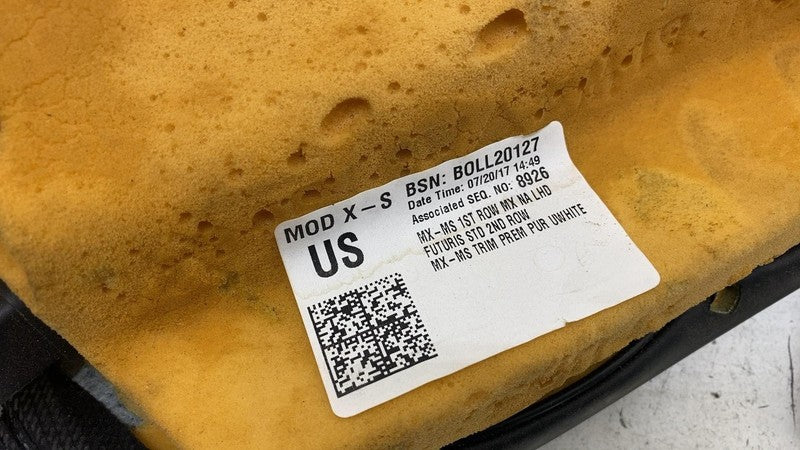 MOD X-S
US
BSN: B0LL20127
Date Time: 07/20/17 14:49
Associated SEQ. NO: 8926
MX-MS 1ST ROW MX NA LHD
FUTURIS STD 2ND ROW
MX-MS TRIM PREM PUR UWHITE